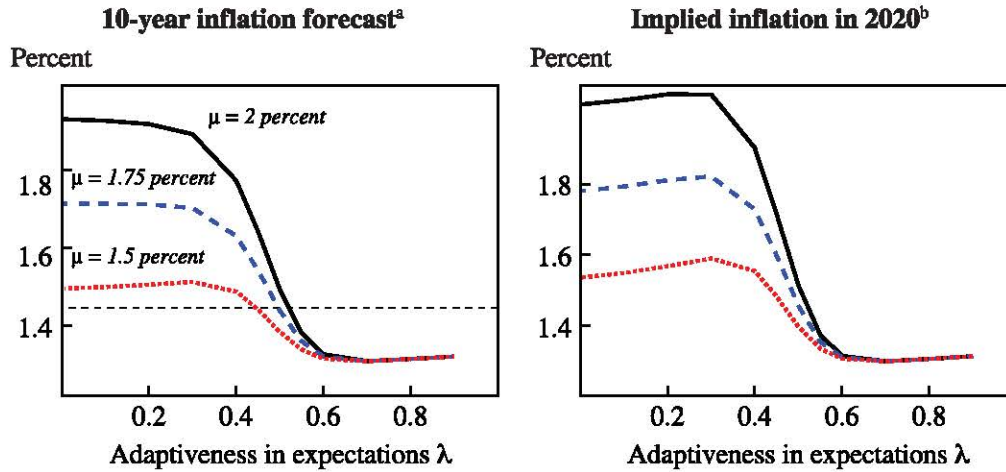 10-year inflation forecastᵃ
Percent
μ = 2 percent
μ = 1.75 percent
μ = 1.5 percent
1.8
1.6
1.4
0.2 0.4 0.6 0.8
Adaptiveness in expectations λ
Implied inflation in 2020ᵇ
Percent
1.8
1.6
1.4
0.2 0.4 0.6 0.8
Adaptiveness in expectations λ